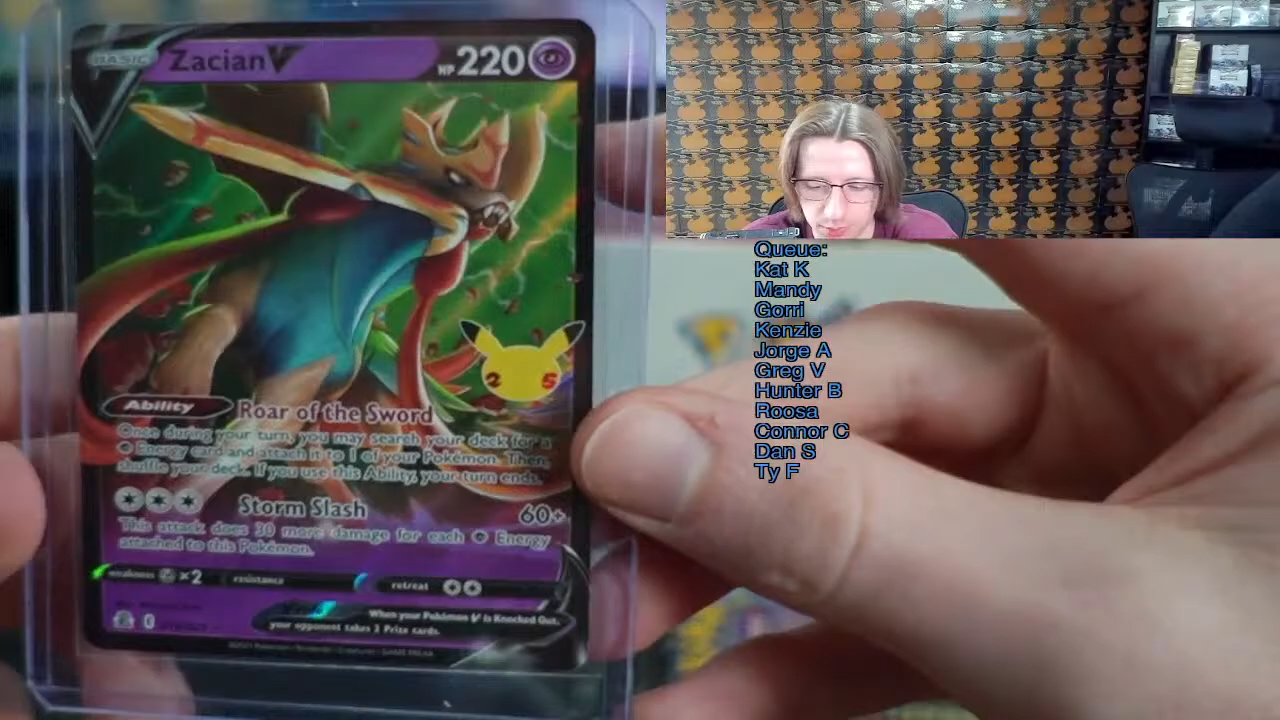 BASIC
Zacian V
HP 220
25
Ability
Roar of the Sword
Once during your turn, you may search your deck for a
Energy card and attach it to 1 of your Pokémon. Then,
shuffle your deck. If you use this Ability, your turn ends.
Storm Slash
60+
This attack does 30 more damage for each Energy
attached to this Pokémon.
weakness ×2 resistance retreat
When your Pokémon V is Knocked Out,
your opponent takes 2 Prize cards.
Queue:
Kat K
Mandy
Gorri
Kenzie
Jorge A
Greg V
Hunter B
Roosa
Connor C
Dan S
Ty F